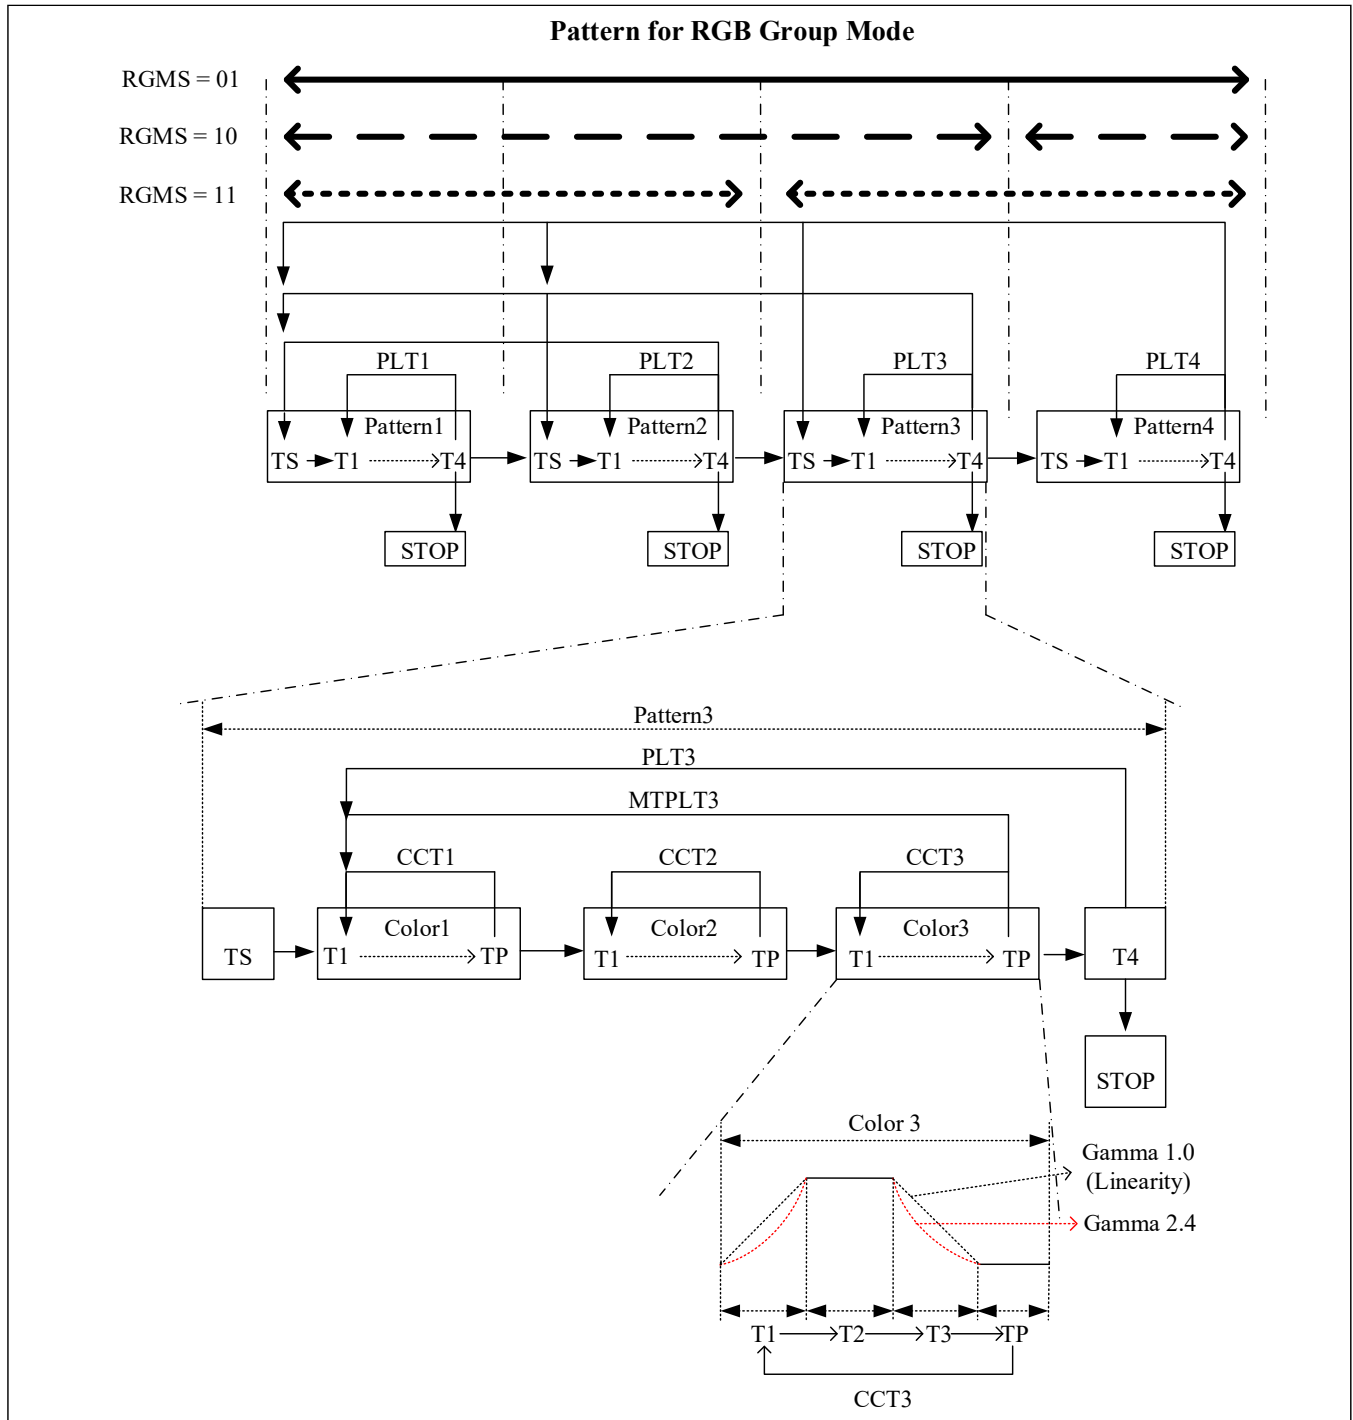 Pattern for RGB Group Mode
RGMS = 01
RGMS = 10
RGMS = 11
PLT1 PLT2 PLT3 PLT4
Pattern1 Pattern2 Pattern3 Pattern4
TS T1 T4 TS T1 T4 TS T1 T4 TS T1 T4
STOP STOP STOP STOP
Pattern3
PLT3
MTPLT3
CCT1 CCT2 CCT3
Color1 Color2 Color3
TS T1 TP T1 TP T1 TP T4
STOP
Color 3
Gamma 1.0
(Linearity)
Gamma 2.4
T1 T2 T3 TP
CCT3